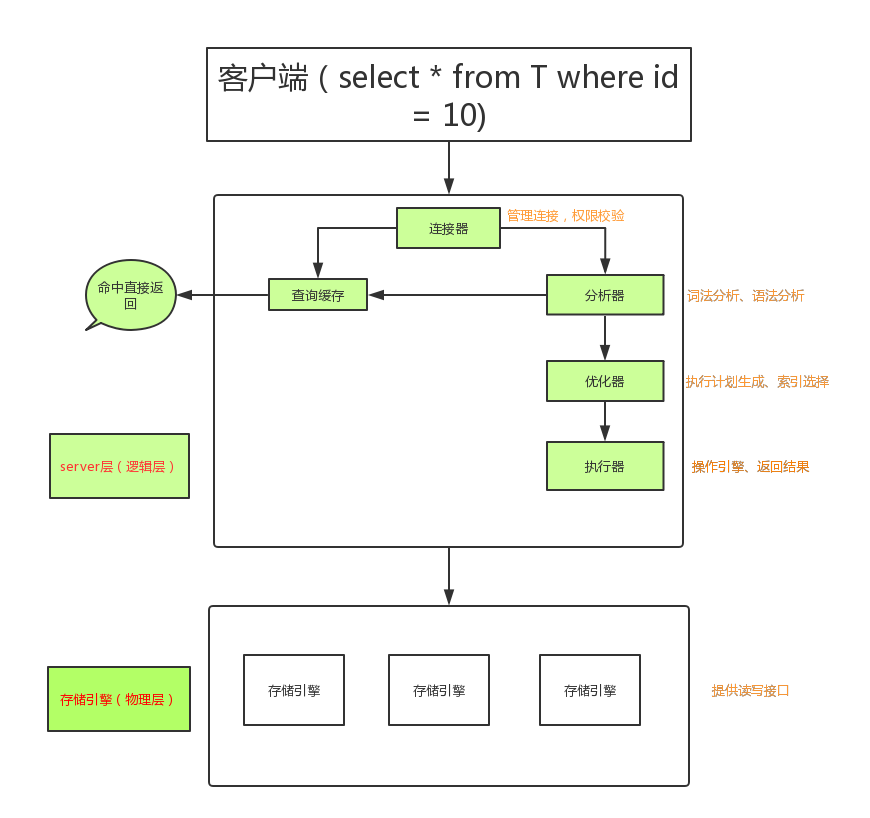 客户端（select * from T where id
= 10)
管理连接，权限校验
连接器
命中直接返
回
查询缓存
分析器
词法分析、语法分析
优化器
执行计划生成、索引选择
server层（逻辑层）
执行器
操作引擎、返回结果
存储引擎（物理层）
存储引擎
存储引擎
存储引擎
提供读写接口